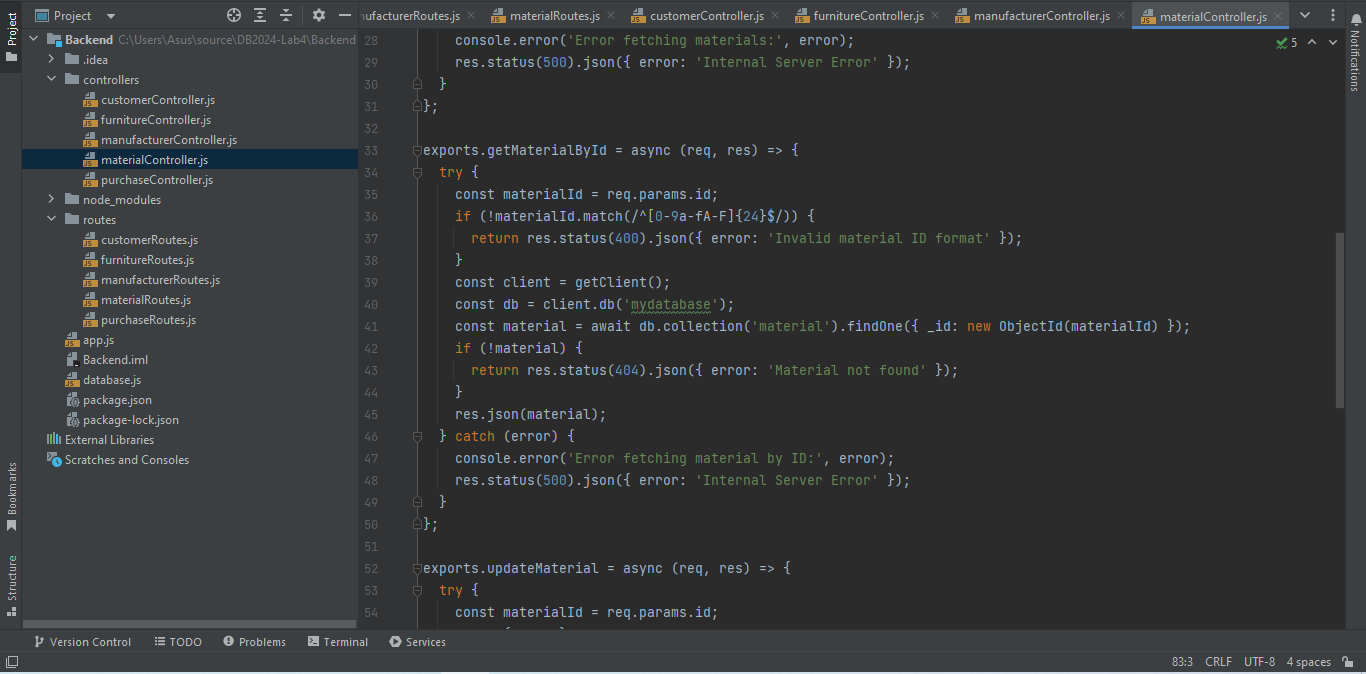 Project
ufacturerRoutes.js
materialRoutes.js
customerController.js
furnitureController.js
manufacturerController.js
materialController.js
Project
Bookmarks
Structure
Backend C:\Users\Asus\source\DB2024-Lab4\Backend
.idea
controllers
customerController.js
furnitureController.js
manufacturerController.js
materialController.js
purchaseController.js
node_modules
routes
customerRoutes.js
furnitureRoutes.js
manufacturerRoutes.js
materialRoutes.js
purchaseRoutes.js
app.js
Backend.iml
database.js
package.json
package-lock.json
External Libraries
Scratches and Consoles
28 console.error('Error fetching materials:', error);
29 res.status(500).json({ error: 'Internal Server Error' });
30 }
31 };
32
33 exports.getMaterialById = async (req, res) => {
34 try {
35 const materialId = req.params.id;
36 if (!materialId.match(/^[0-9a-fA-F]{24}$/)) {
37 return res.status(400).json({ error: 'Invalid material ID format' });
38 }
39 const client = getClient();
40 const db = client.db('mydatabase');
41 const material = await db.collection('material').findOne({ _id: new ObjectId(materialId) });
42 if (!material) {
43 return res.status(404).json({ error: 'Material not found' });
44 }
45 res.json(material);
46 } catch (error) {
47 console.error('Error fetching material by ID:', error);
48 res.status(500).json({ error: 'Internal Server Error' });
49 }
50 };
51
52 exports.updateMaterial = async (req, res) => {
53 try {
54 const materialId = req.params.id;
5
Notifications
Version Control
TODO
Problems
Terminal
Services
83:3 CRLF UTF-8 4 spaces